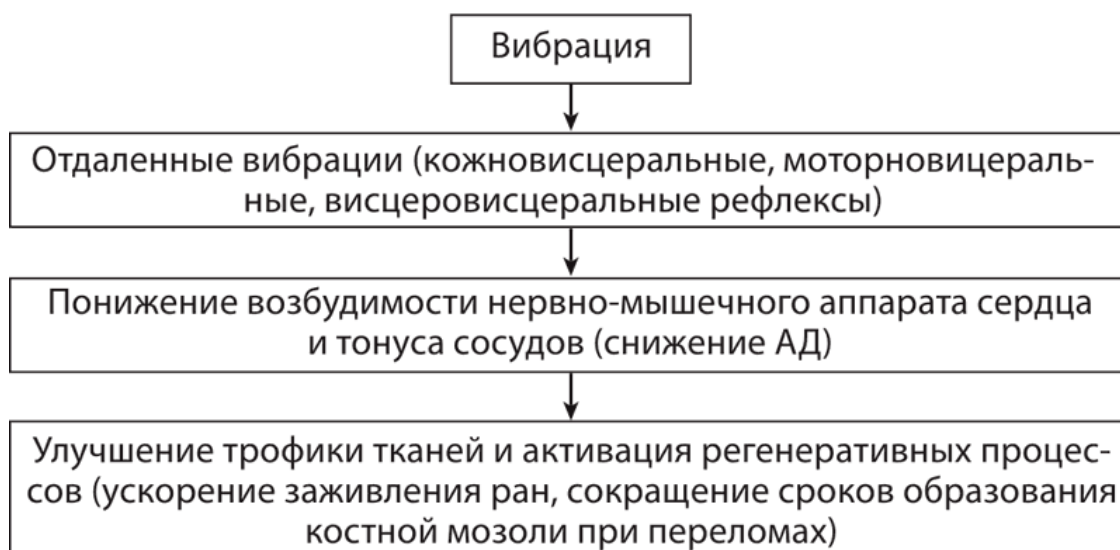 Вибрация
Отдаленные вибрации (кожновисцеральные, моторновицераль-
ные, висцеровисцеральные рефлексы)
Понижение возбудимости нервно-мышечного аппарата сердца
и тонуса сосудов (снижение АД)
Улучшение трофики тканей и активация регенеративных процес-
сов (ускорение заживления ран, сокращение сроков образования
костной мозоли при переломах)